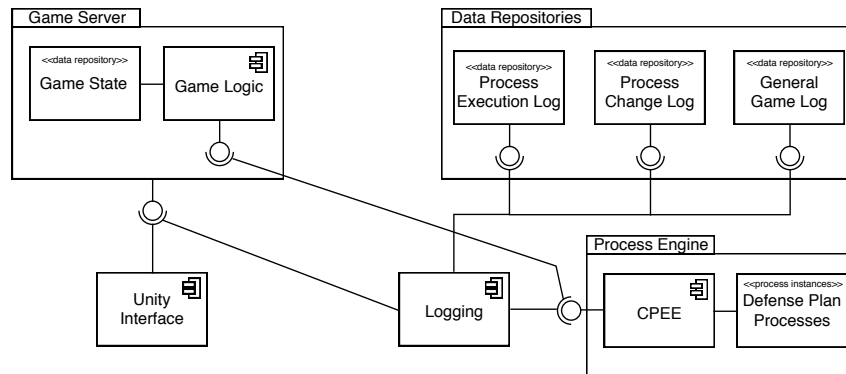 Game Server
Data Repositories
<<data repository>>
Game State
Game Logic
<<data repository>>
Process
Execution Log
<<data repository>>
Process
Change Log
<<data repository>>
General
Game Log
Process Engine
Unity
Interface
Logging
CPEE
<<process instances>>
Defense Plan
Processes